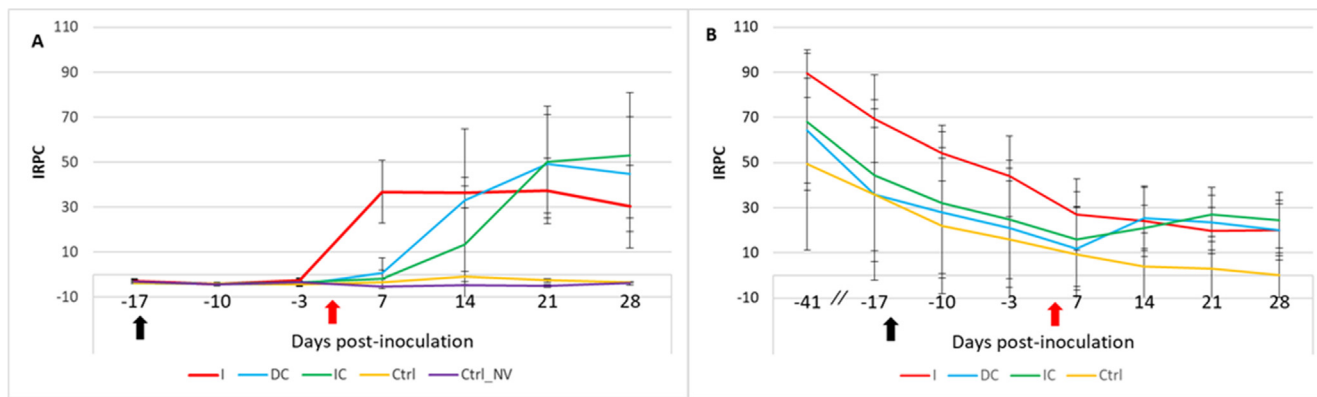 A
IRPC
110
90
70
50
30
10
-10
-17 -10 -3 7 14 21 28
Days post-inoculation
I DC IC Ctrl Ctrl_NV
B
IRPC
110
90
70
50
30
10
-10
-41 // -17 -10 -3 7 14 21 28
Days post-inoculation
I DC IC Ctrl